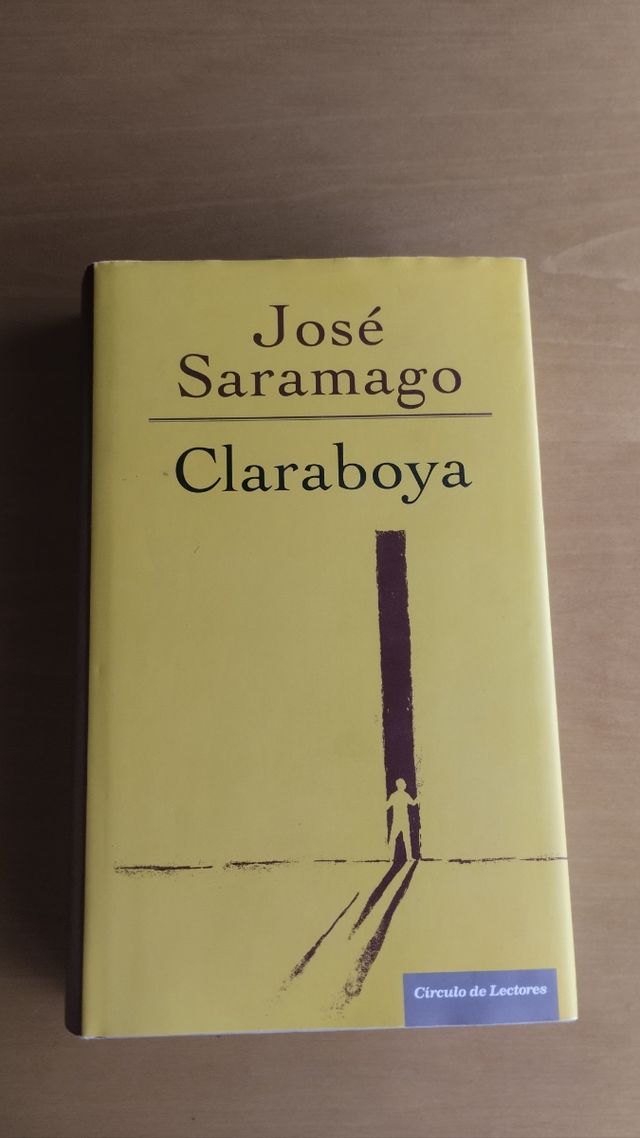 José
Saramago
Claraboya
Círculo de Lectores